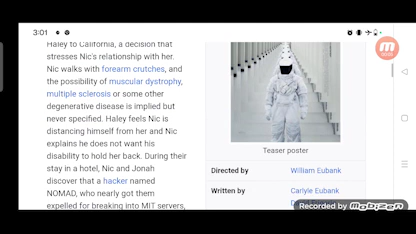 3:01
Haley to California, a decision that
stresses Nic's relationship with her.
Nic walks with forearm crutches, and
the possibility of muscular dystrophy,
multiple sclerosis or some other
degenerative disease is implied but
never specified. Haley feels Nic is
distancing himself from her and Nic
explains he does not want his
disability to hold her back. During their
stay in a hotel, Nic and Jonah
discover that a hacker named
NOMAD, who nearly got them
expelled for breaking into MIT servers,
Teaser poster
Directed by William Eubank
Written by Carlyle Eubank
Recorded by Mobizen